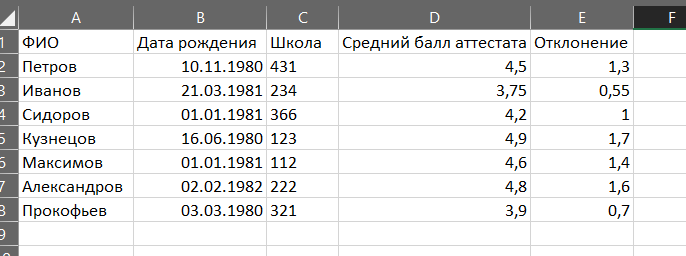 A B C D E F
1 ФИО Дата рождения Школа Средний балл аттестата Отклонение
2 Петров 10.11.1980 431 4,5 1,3
3 Иванов 21.03.1981 234 3,75 0,55
4 Сидоров 01.01.1981 366 4,2 1
5 Кузнецов 16.06.1980 123 4,9 1,7
6 Максимов 01.01.1981 112 4,6 1,4
7 Александров 02.02.1982 222 4,8 1,6
8 Прокофьев 03.03.1980 321 3,9 0,7
9